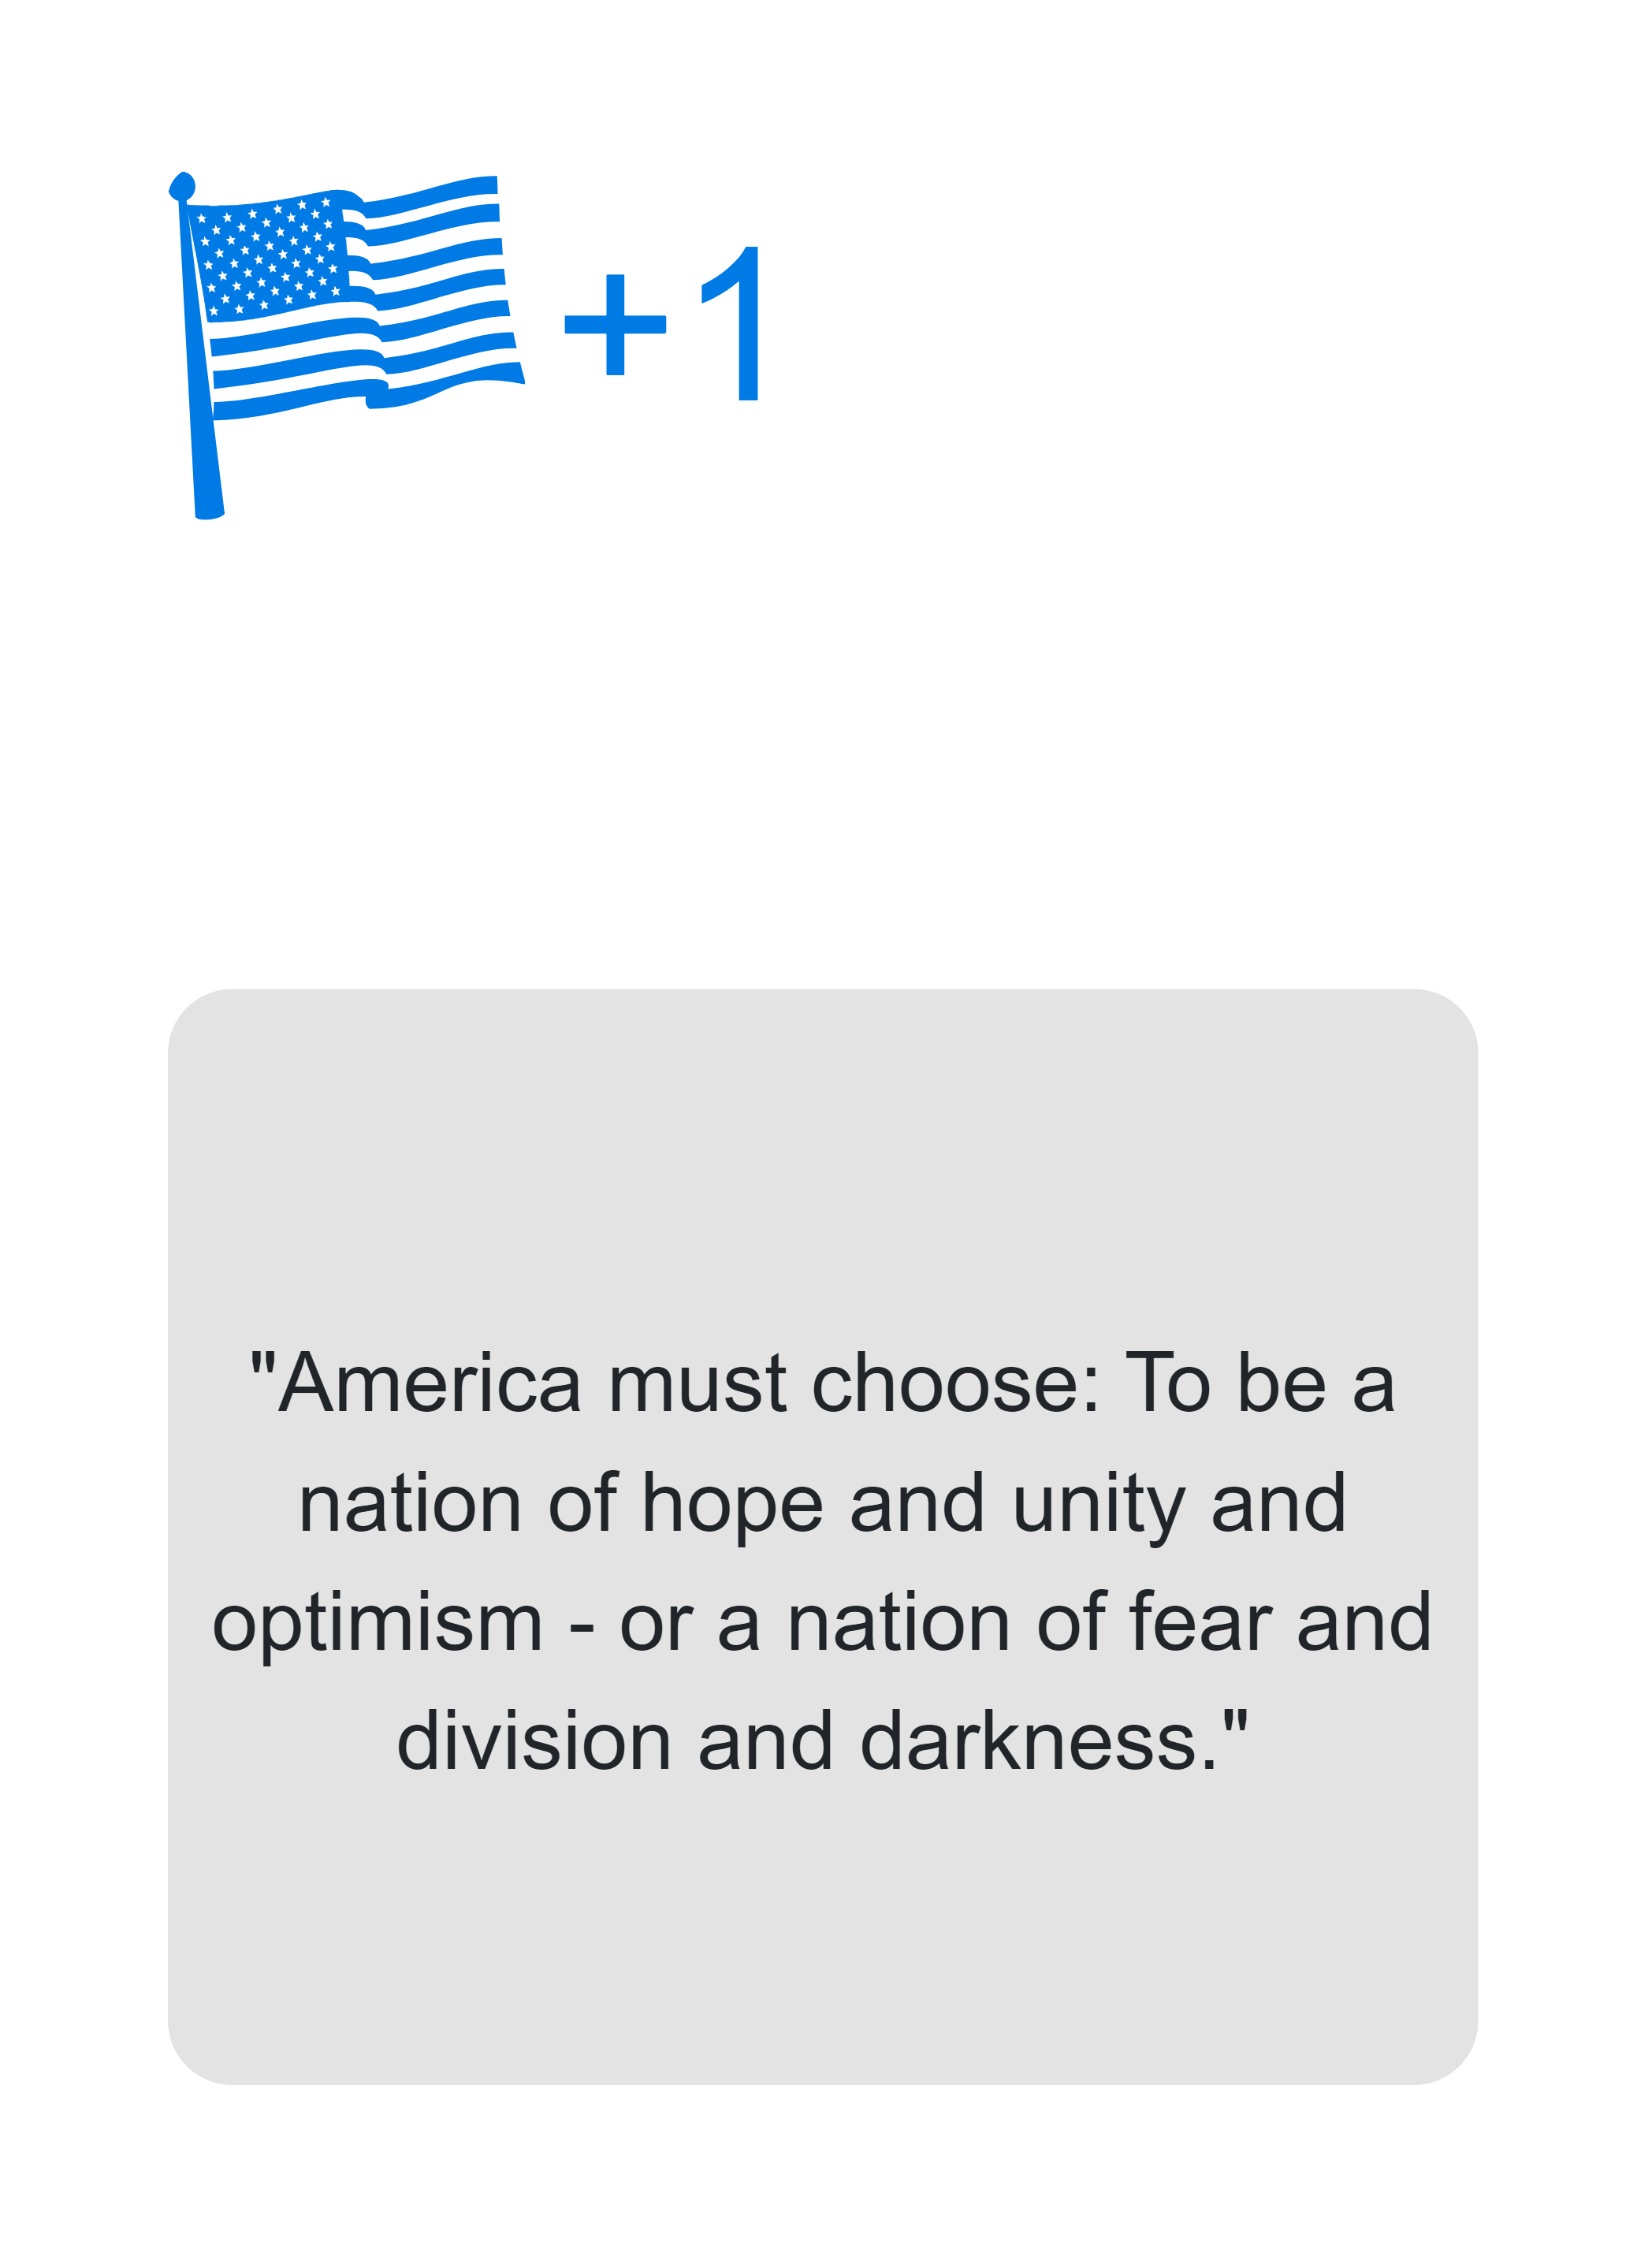 +1
"America must choose: To be a
nation of hope and unity and
optimism - or a nation of fear and
division and darkness."